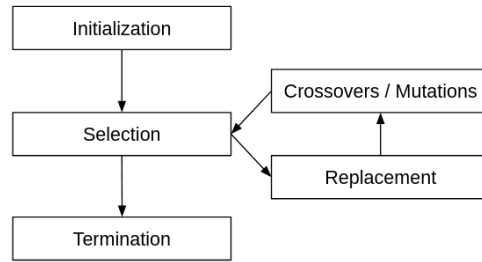 Initialization
Crossovers / Mutations
Selection
Replacement
Termination